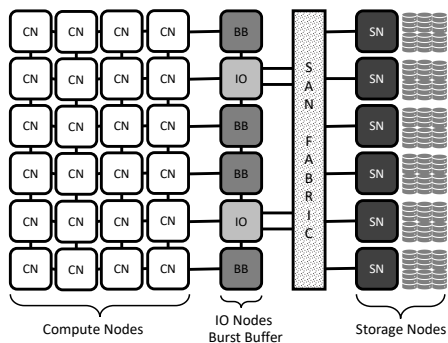 CN CN CN CN BB SN
CN CN CN CN IO SN
CN CN CN CN BB SN
CN CN CN CN BB SN
CN CN CN CN IO SN
CN CN CN CN BB SN
SAN FABRIC
Compute Nodes
IO Nodes
Burst Buffer
Storage Nodes